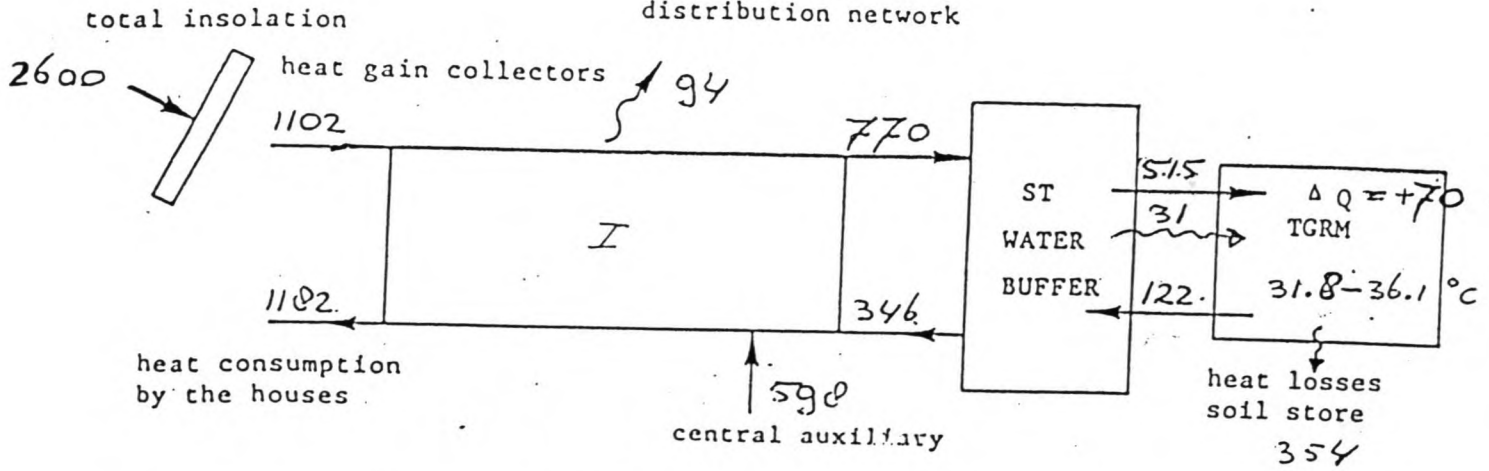 total insolation
distribution network
2600
heat gain collectors
94
1102
770
ST
WATER
BUFFER
515
31
122.
Δ Q = +70
TGRM
31.8-36.1 °C
I
1182.
346.
heat consumption
by the houses
598
central auxiliary
heat losses
soil store
354